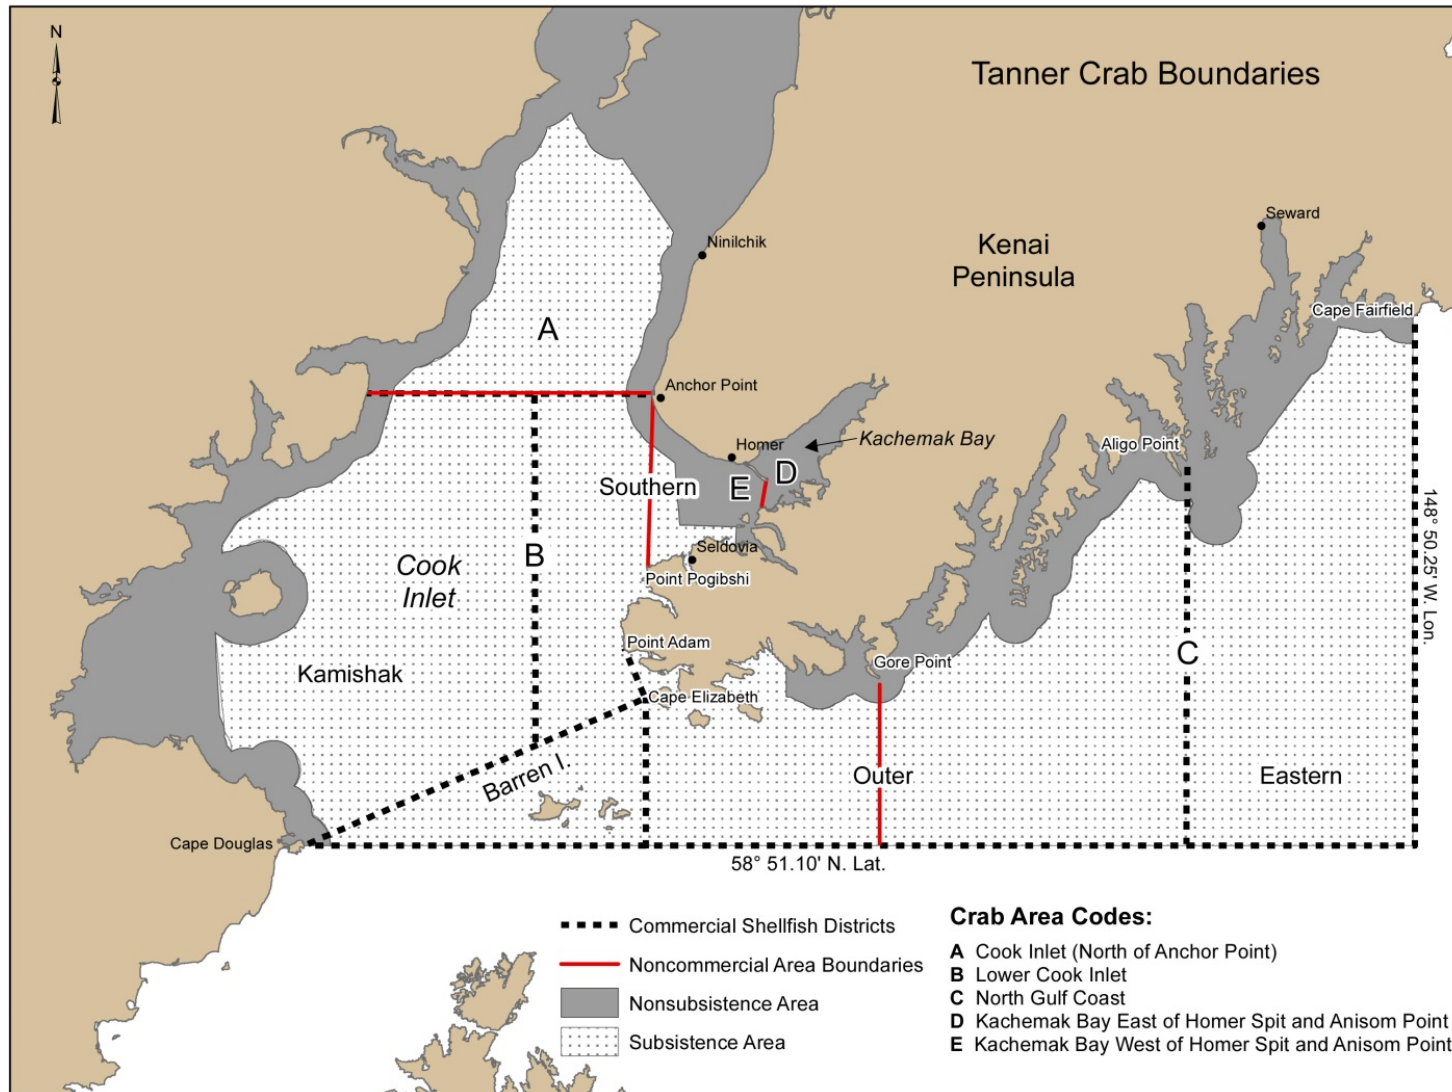 N
Tanner Crab Boundaries
Seward
Ninilchik
Kenai
Peninsula
Cape Fairfield
A
Anchor Point
Homer
Kachemak Bay
Aligo Point
D
E
Southern
148° 50.25' W. Lon.
Cook
Inlet
B
Seldovia
Point Pogibshi
Point Adam
Gore Point
C
Kamishak
Cape Elizabeth
Barren I.
Outer
Eastern
Cape Douglas
58° 51.10' N. Lat.
Commercial Shellfish Districts
Noncommercial Area Boundaries
Nonsubsistence Area
Subsistence Area
Crab Area Codes:
A Cook Inlet (North of Anchor Point)
B Lower Cook Inlet
C North Gulf Coast
D Kachemak Bay East of Homer Spit and Anisom Point
E Kachemak Bay West of Homer Spit and Anisom Point